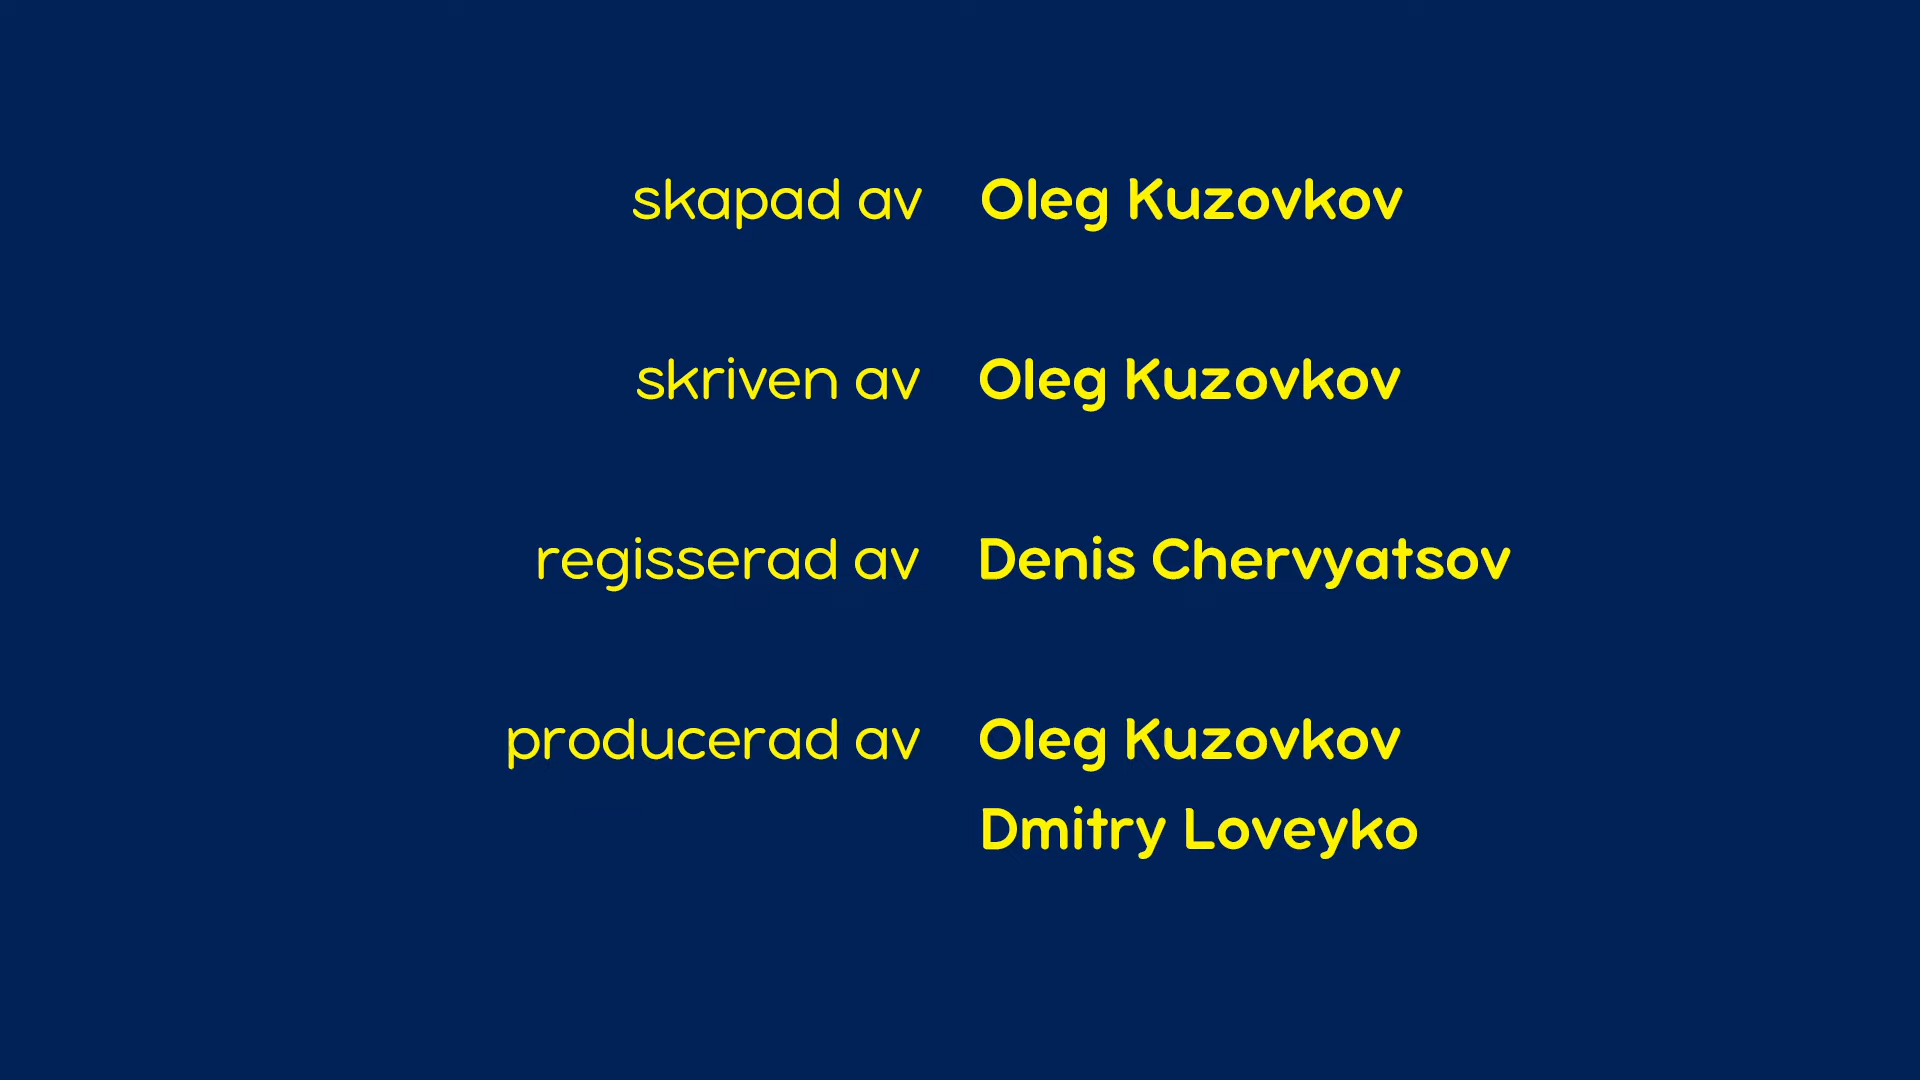 skapad av Oleg Kuzovkov
skriven av Oleg Kuzovkov
regisserad av Denis Chervyatsov
producerad av Oleg Kuzovkov
Dmitry Loveyko